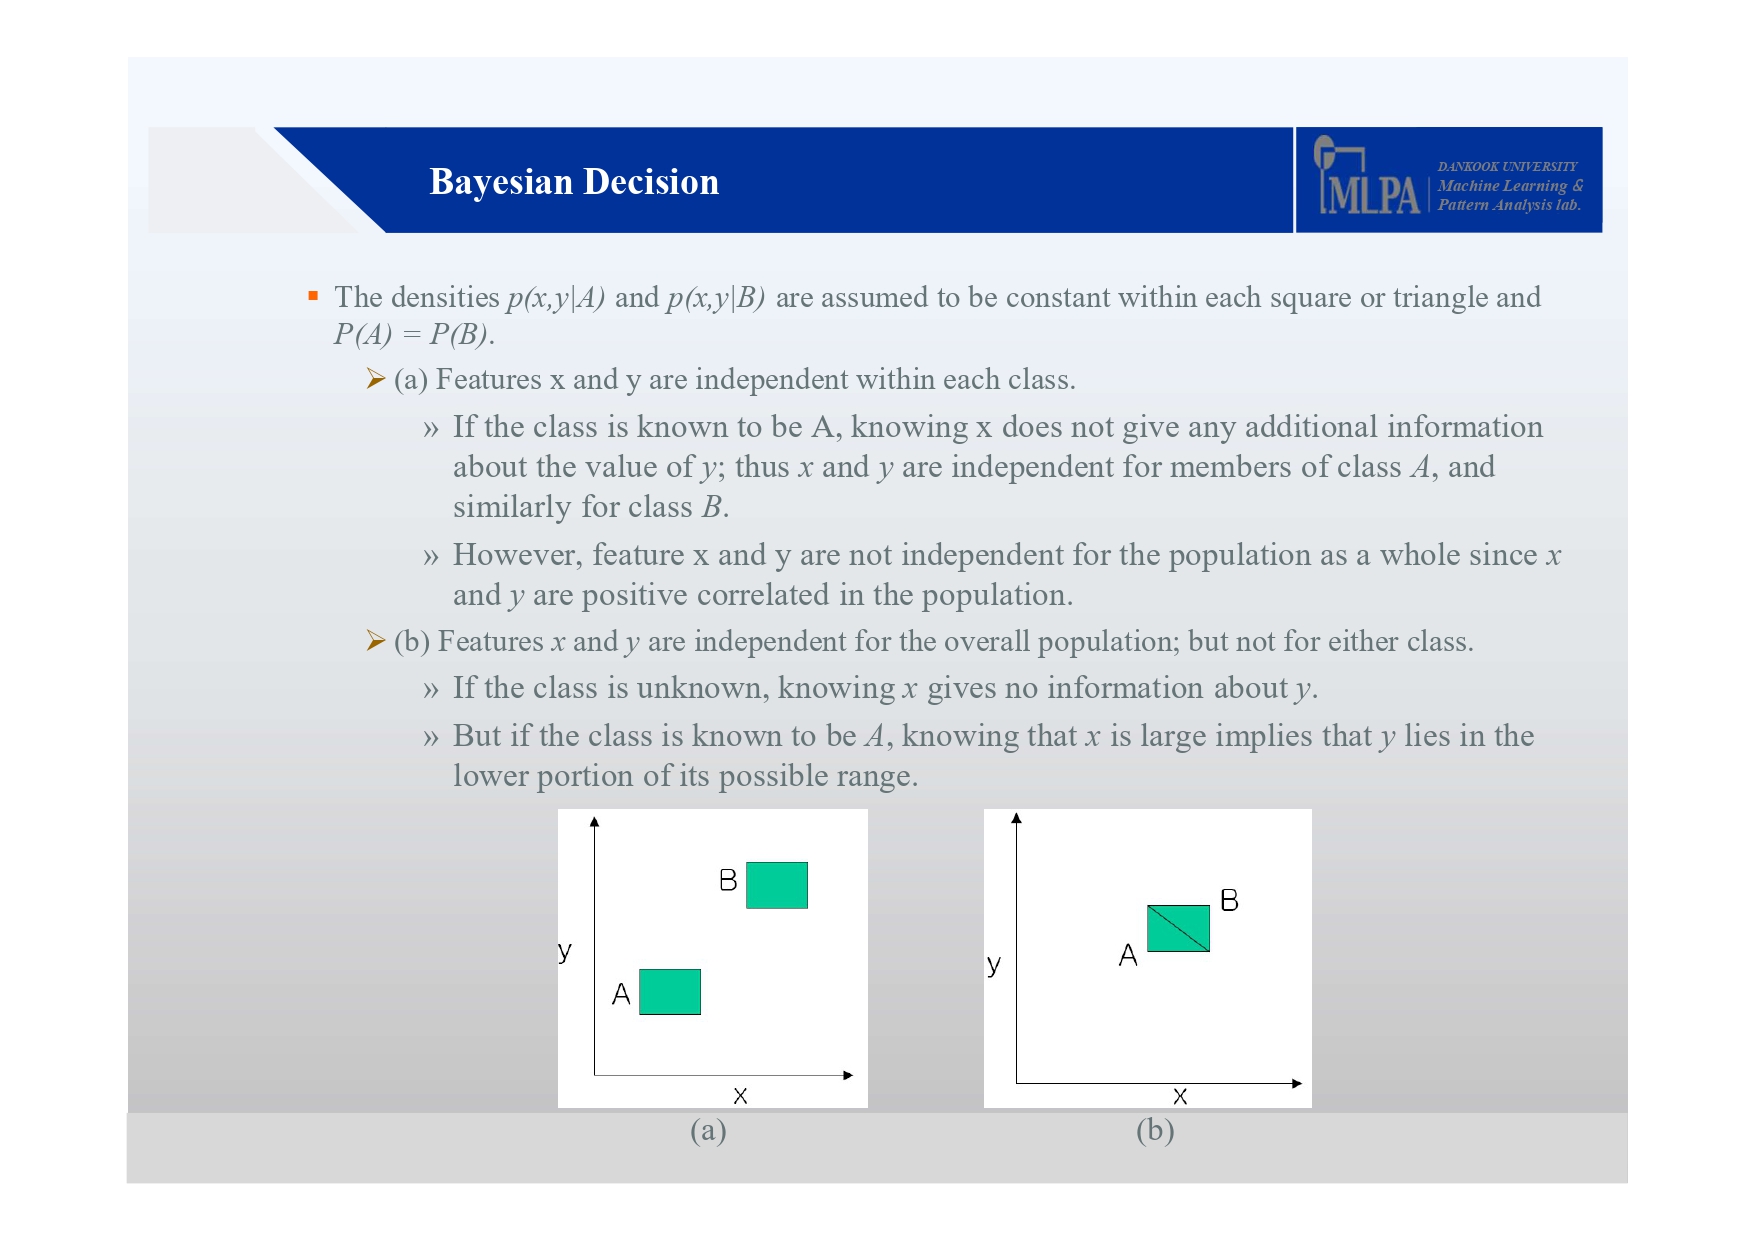 Bayesian Decision
MLPA
DANKOOK UNIVERSITY
Machine Learning &
Pattern Analysis lab.
▪ The densities p(x,y|A) and p(x,y|B) are assumed to be constant within each square or triangle and
P(A) = P(B).
➢ (a) Features x and y are independent within each class.
» If the class is known to be A, knowing x does not give any additional information
about the value of y; thus x and y are independent for members of class A, and
similarly for class B.
» However, feature x and y are not independent for the population as a whole since x
and y are positive correlated in the population.
➢ (b) Features x and y are independent for the overall population; but not for either class.
» If the class is unknown, knowing x gives no information about y.
» But if the class is known to be A, knowing that x is large implies that y lies in the
lower portion of its possible range.
B
y
A
x
(a)
B
A
y
x
(b)